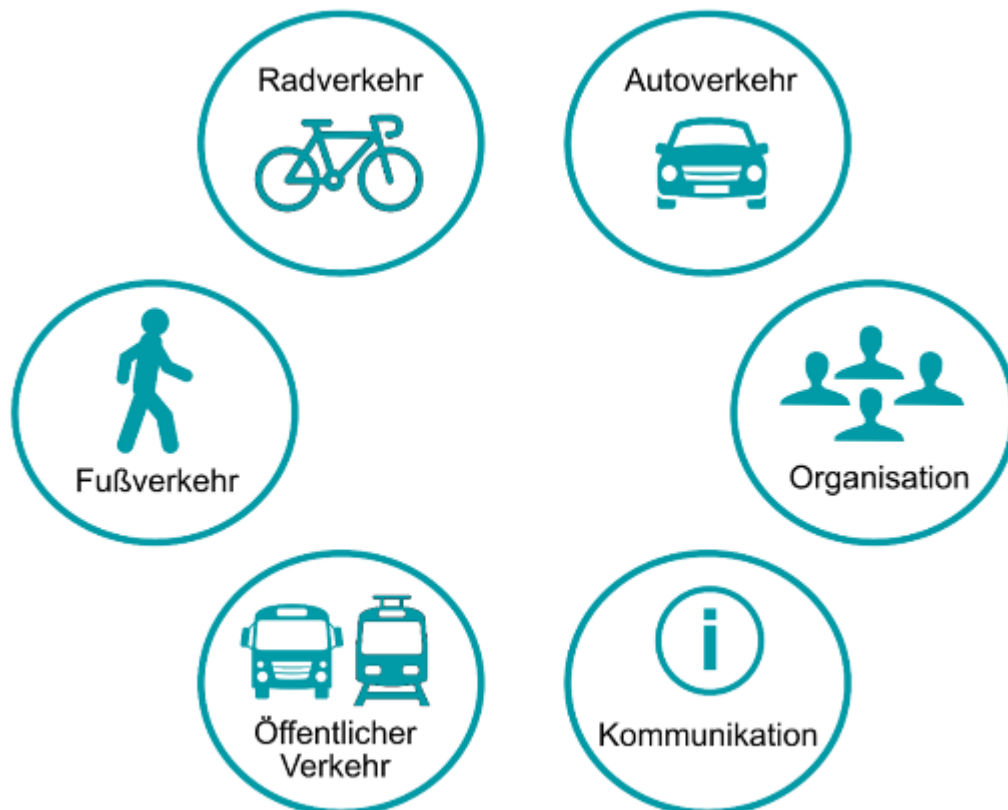 Radverkehr
Autoverkehr
Fußverkehr
Organisation
Öffentlicher
Verkehr
i
Kommunikation